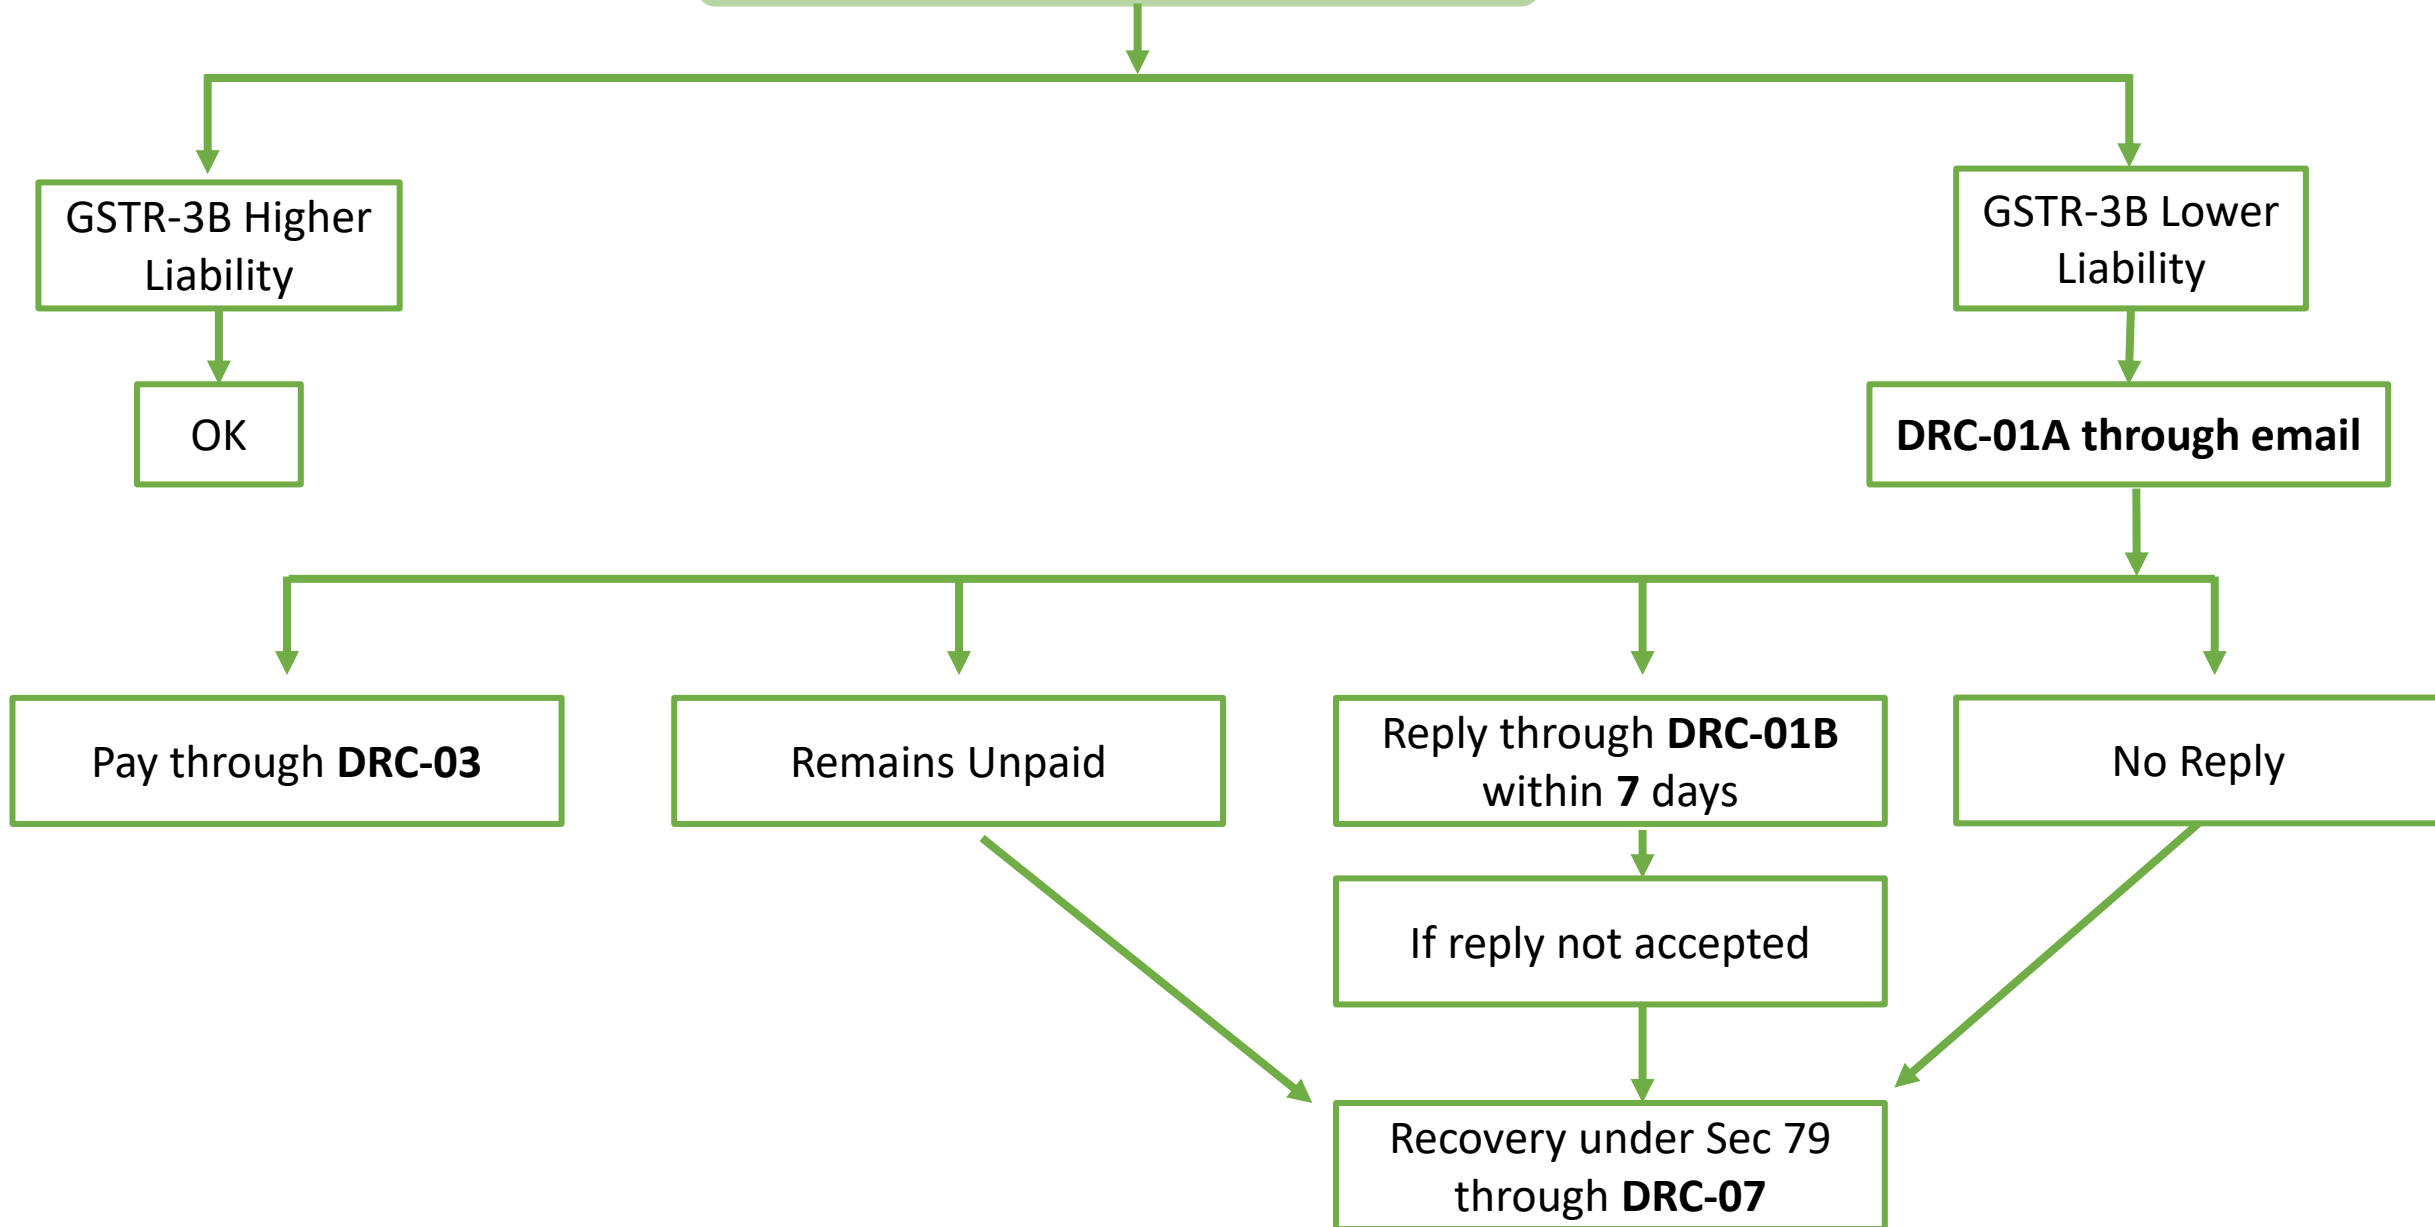 GSTR-3B Higher
Liability
GSTR-3B Lower
Liability
OK
DRC-01A through email
Pay through DRC-03
Remains Unpaid
Reply through DRC-01B
within 7 days
No Reply
If reply not accepted
Recovery under Sec 79
through DRC-07